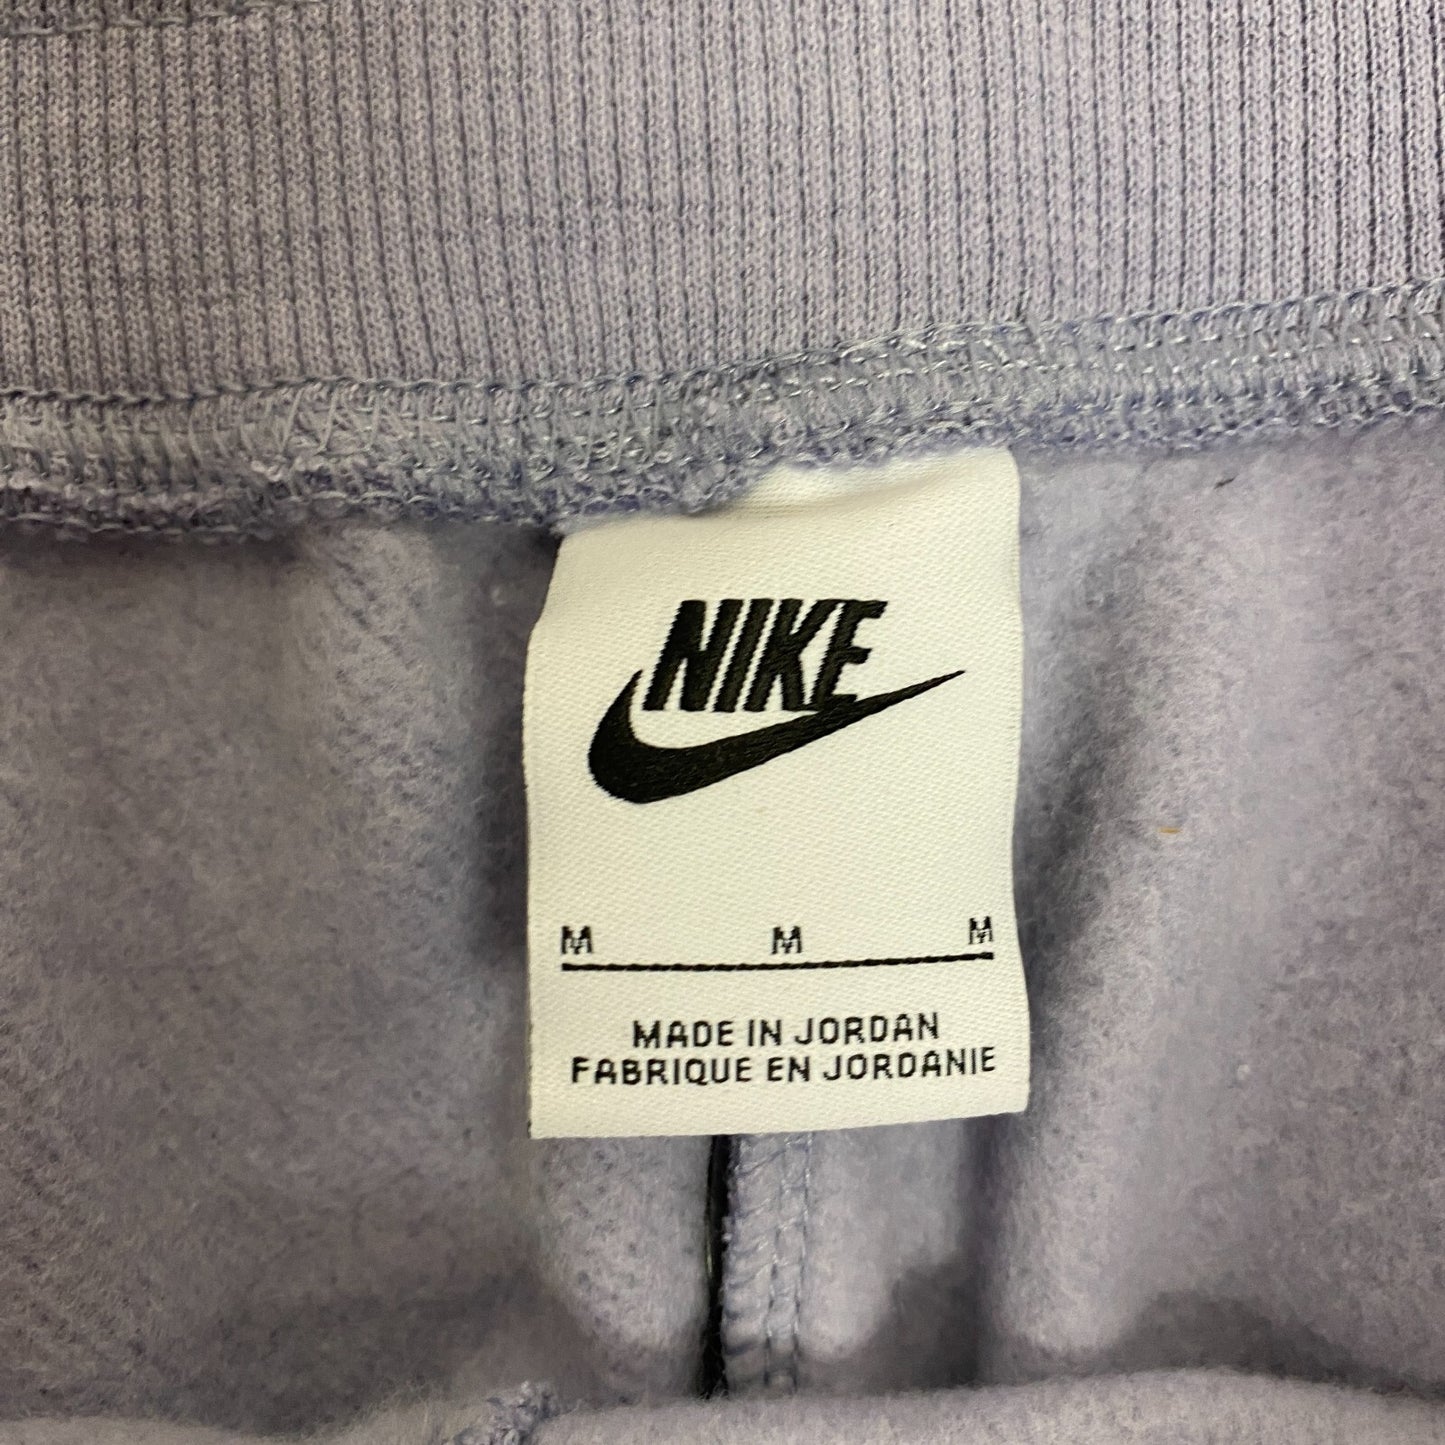 NIKE
M M M
MADE IN JORDAN
FABRIQUE EN JORDANIE